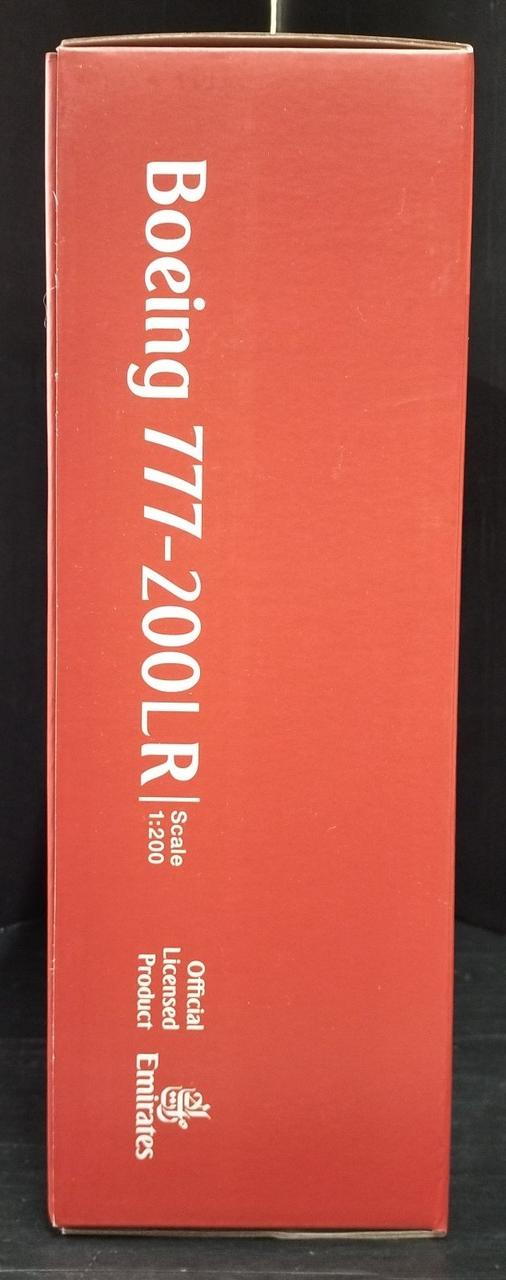 Boeing 777-200LR
Scale
1:200
Official
Licensed
Product
Emirates